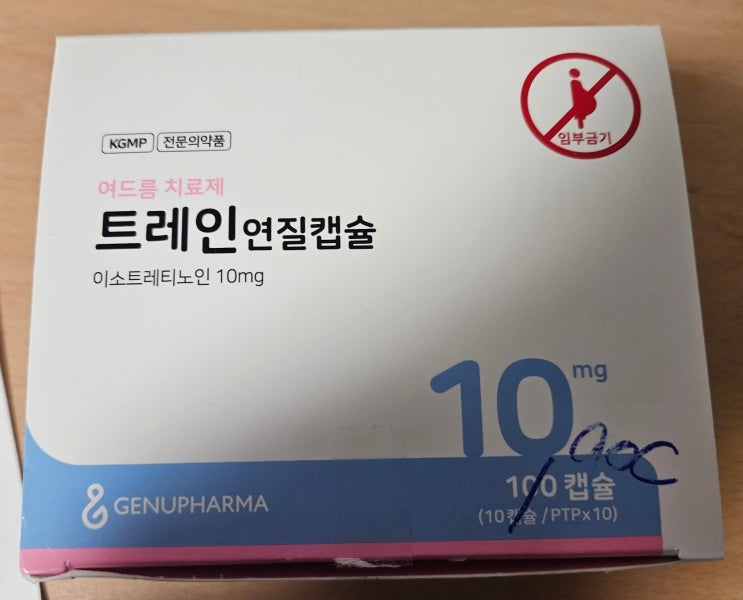 임부금기
KGMP 전문의약품
여드름 치료제
트레인연질캡슐
이소트레티노인 10mg
10mg
100 캡슐
(10캡슐/PTPx10)
GENUPHARMA